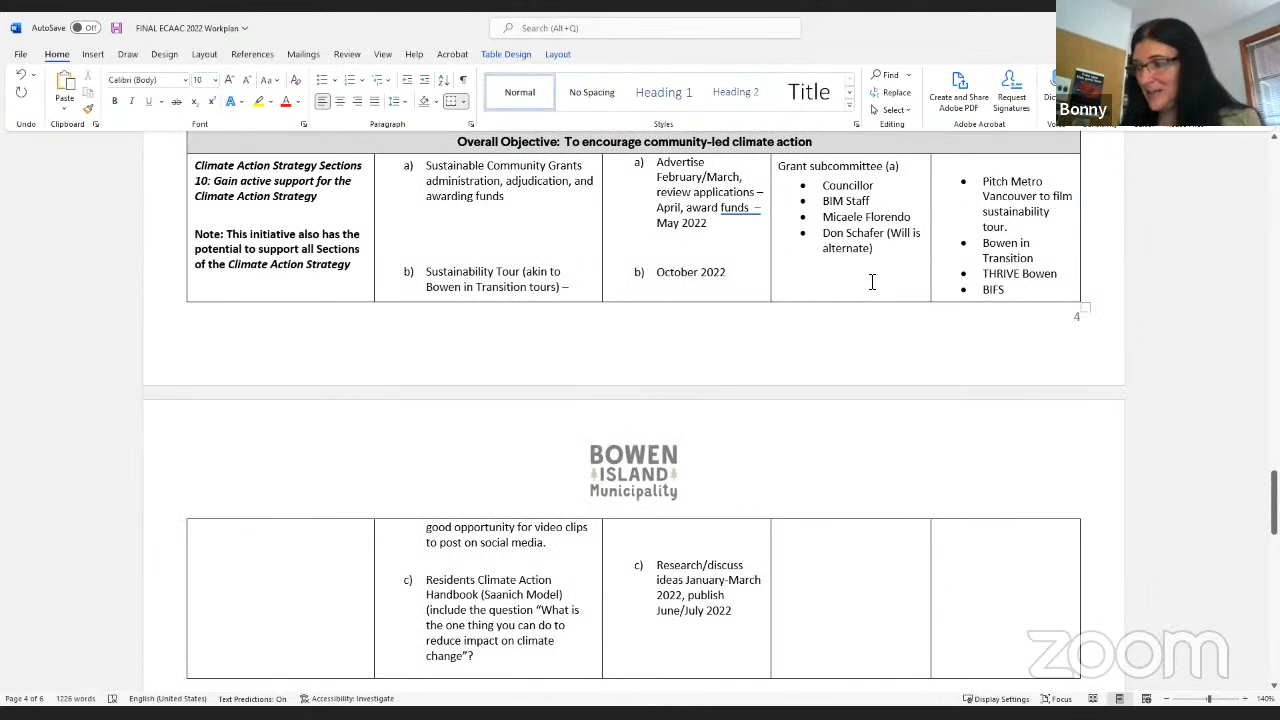 AutoSave Off FINAL ECAAC 2022 Workplan Search (Alt+Q)
File Home Insert Draw Design Layout References Mailings Review View Help Acrobat Table Design Layout
Calibri (Body) 10 Normal No Spacing Heading 1 Heading 2 Title
Paste Find Replace Select Create and Share Adobe PDF Request Signatures
Undo Clipboard Font Paragraph Styles Editing Adobe Acrobat
Bonny
Overall Objective: To encourage community-led climate action
Climate Action Strategy Sections
10: Gain active support for the
Climate Action Strategy
Note: This initiative also has the
potential to support all Sections
of the Climate Action Strategy
a) Sustainable Community Grants
administration, adjudication, and
awarding funds
b) Sustainability Tour (akin to
Bowen in Transition tours) –
a) Advertise
February/March,
review applications –
April, award funds –
May 2022
b) October 2022
Grant subcommittee (a)
• Councillor
• BIM Staff
• Micaele Florendo
• Don Schafer (Will is
alternate)
• Pitch Metro
Vancouver to film
sustainability
tour.
• Bowen in
Transition
• THRIVE Bowen
• BIFS
4
BOWEN
ISLAND
Municipality
good opportunity for video clips
to post on social media.
c) Residents Climate Action
Handbook (Saanich Model)
(include the question “What is
the one thing you can do to
reduce impact on climate
change”?
c) Research/discuss
ideas January-March
2022, publish
June/July 2022
zoom
Page 4 of 6 1226 words English (United States) Text Predictions: On Accessibility: Investigate Display Settings Focus 140%